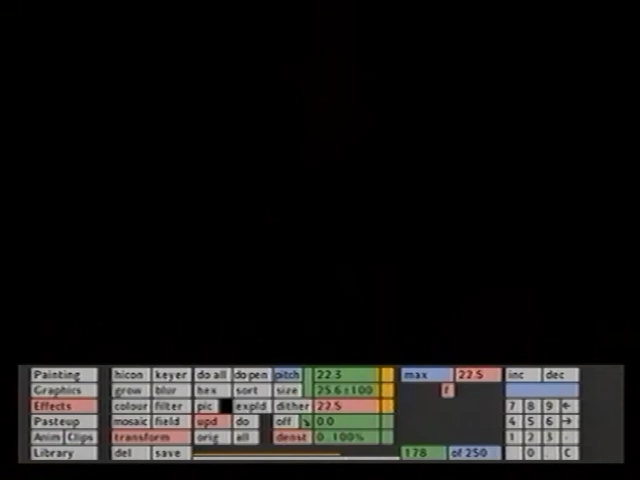 Painting hicon keyer do all do pen pitch 22.3 max 22.5 inc dec
Graphics grow blur hex sort size 25.6±100 f
Effects colour filter pic expld dither 22.5 7 8 9 ←
Pasteup mosaic field upd do off 0.0 4 5 6 →
Anim Clips transform orig all denst 0..100% 1 2 3 .
Library del save 178 of 250 0 . C